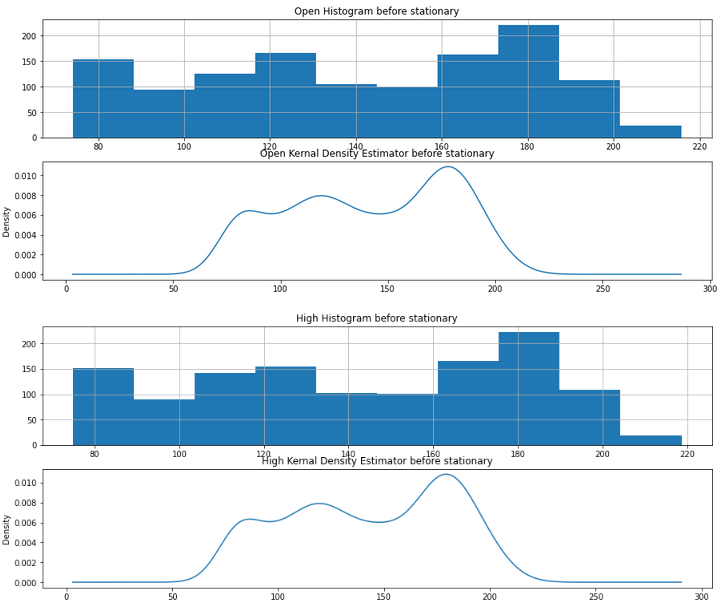 Open Histogram before stationary
200
150
100
50
0
80 100 120 140 160 180 200 220
Open Kernal Density Estimator before stationary
0.010
0.008
0.006
0.004
0.002
0.000
Density
0 50 100 150 200 250 300
High Histogram before stationary
200
150
100
50
0
80 100 120 140 160 180 200 220
High Kernal Density Estimator before stationary
0.010
0.008
0.006
0.004
0.002
0.000
Density
0 50 100 150 200 250 300